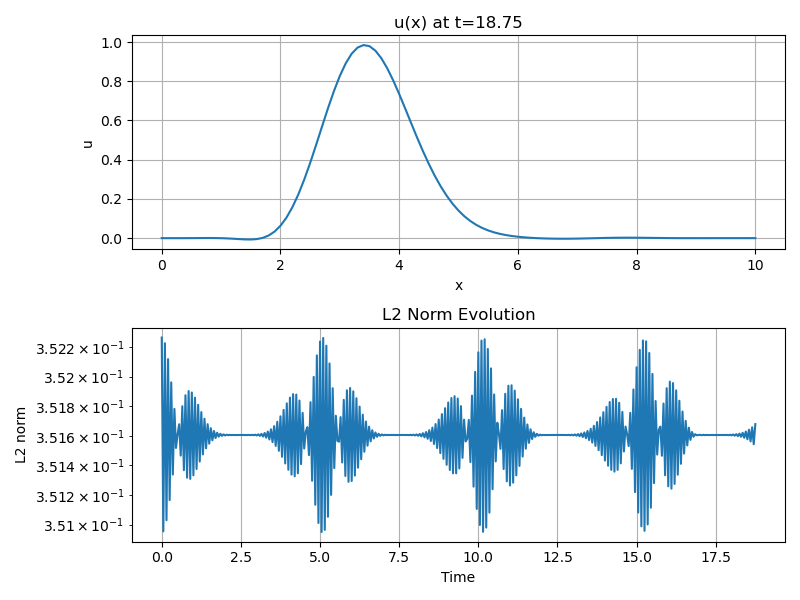 u(x) at t=18.75
1.0
0.8
0.6
0.4
0.2
0.0
u
0 2 4 6 8 10
x
L2 Norm Evolution
3.522 × 10⁻¹
3.52 × 10⁻¹
3.518 × 10⁻¹
3.516 × 10⁻¹
3.514 × 10⁻¹
3.512 × 10⁻¹
3.51 × 10⁻¹
L2 norm
0.0 2.5 5.0 7.5 10.0 12.5 15.0 17.5
Time